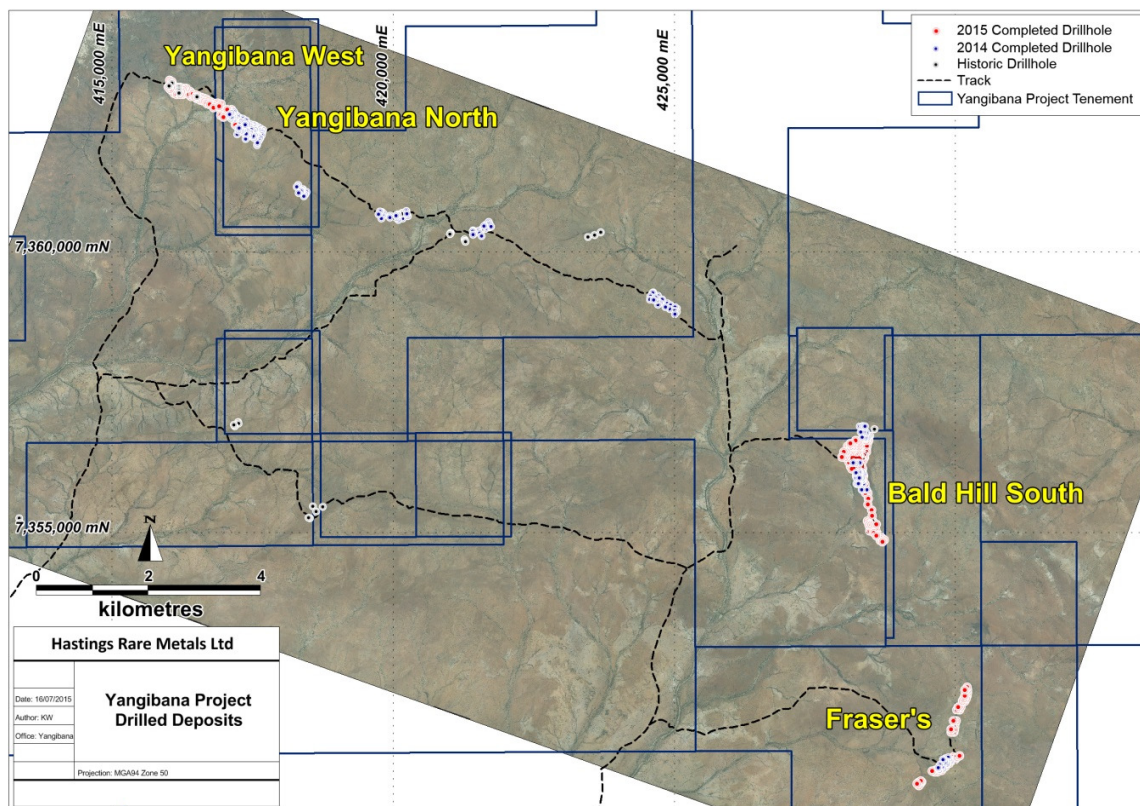 Yangibana West
Yangibana North
415,000 mE
420,000 mE
425,000 mE
2015 Completed Drillhole
2014 Completed Drillhole
Historic Drillhole
Track
Yangibana Project Tenement
7,360,000 mN
Bald Hill South
7,355,000 mN
N
0 2 4
kilometres
Fraser's
Hastings Rare Metals Ltd
Yangibana Project
Drilled Deposits
Date: 16/07/2015
Author: KW
Office: Yangibana
Projection: MGA94 Zone 50